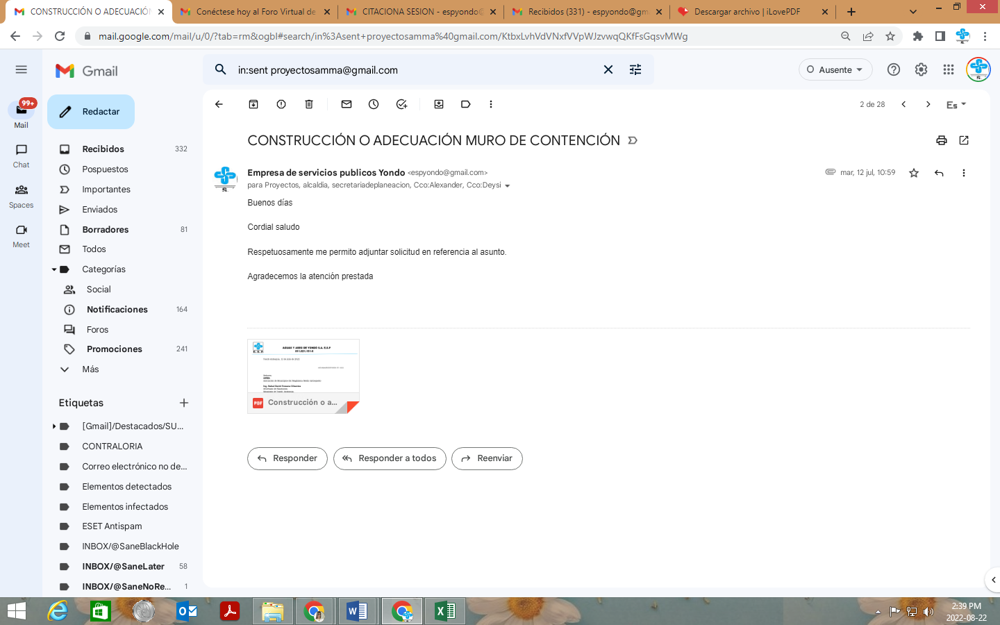 CONSTRUCCIÓN O ADECUACIÓN
Conéctese hoy al Foro Virtual de
CITACIONA SESION - espyondo@
Recibidos (331) - espyondo@gm
Descargar archivo | iLovePDF
mail.google.com/mail/u/0/?tab=rm&ogbl#search/in%3Asent+proyectosamma%40gmail.com/KtbxLvhVdVNxfVVpWJzvwqQKfFsGqsvMWg
Gmail
in:sent proyectosamma@gmail.com
Ausente
99+
Mail
Chat
Spaces
Meet
Redactar
Recibidos 332
Pospuestos
Importantes
Enviados
Borradores 81
Todos
Categorías
Social
Notificaciones 164
Foros
Promociones 241
Más
Etiquetas
[Gmail]/Destacados/SU...
CONTRALORIA
Correo electrónico no de...
Elementos detectados
Elementos infectados
ESET Antispam
INBOX/@SaneBlackHole
INBOX/@SaneLater 58
INBOX/@SaneNoRe... 1
2 de 28
Es
CONSTRUCCIÓN O ADECUACIÓN MURO DE CONTENCIÓN
Empresa de servicios publicos Yondo <espyondo@gmail.com>
mar, 12 jul, 10:59
para Proyectos, alcaldia, secretariadeplaneacion, Cco:Alexander, Cco:Deysi
Buenos días
Cordial saludo
Respetuosamente me permito adjuntar solicitud en referencia al asunto.
Agradecemos la atención prestada
AGUAS Y ASEO DE YONDO S.A. E.S.P
E.S.P.
PDF
Construcción o a...
Responder
Responder a todos
Reenviar
2:39 PM
2022-08-22